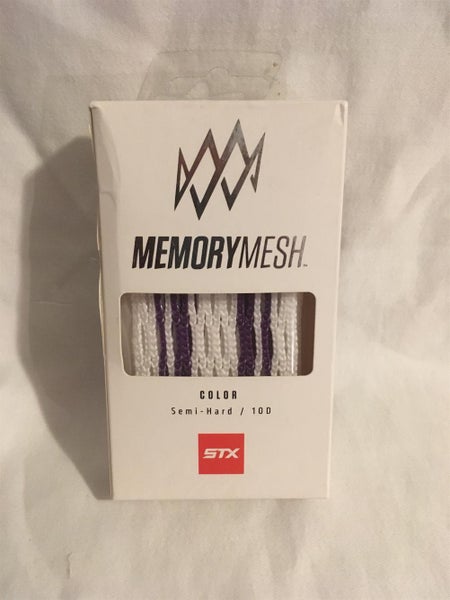 MEMORYMESH™
COLOR
Semi-Hard / 10D
STX